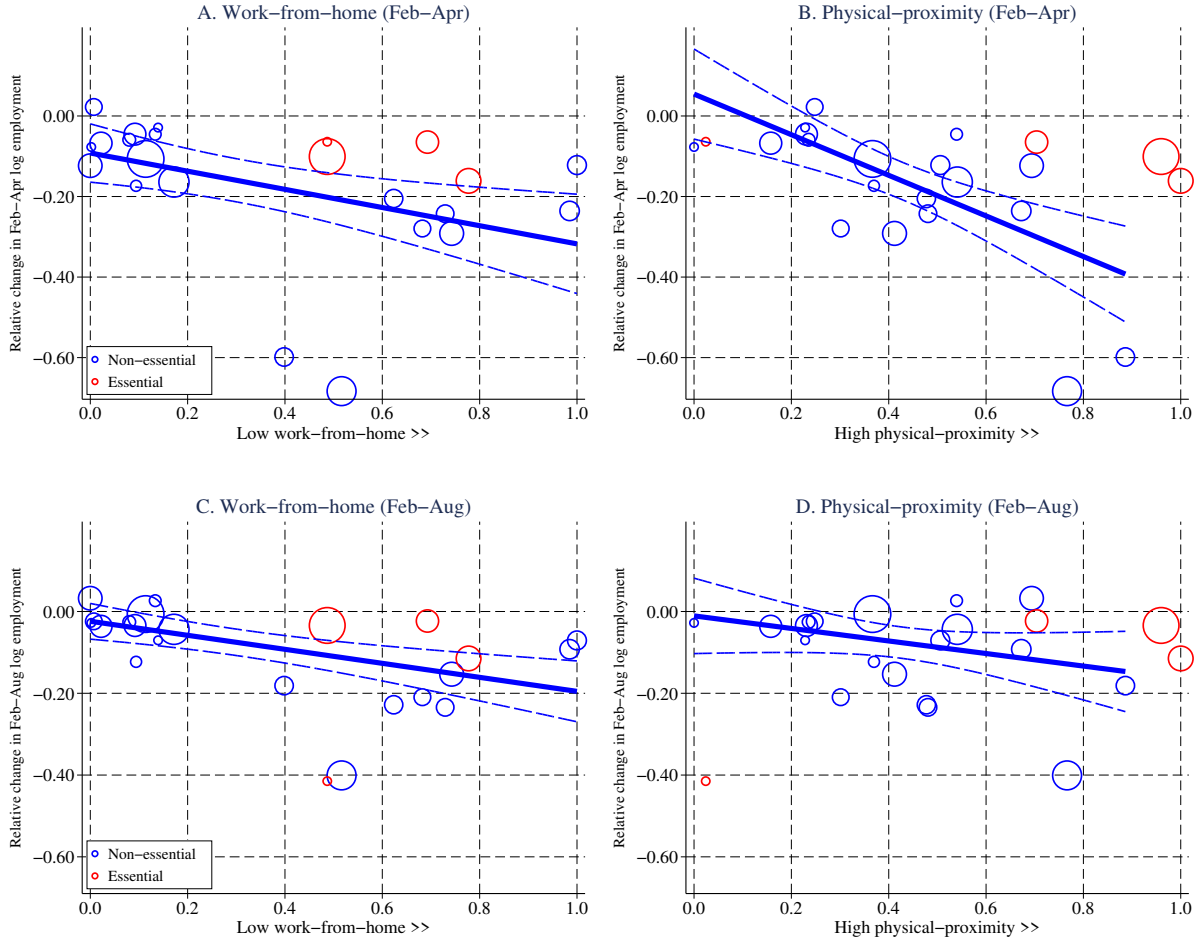 A. Work−from−home (Feb−Apr)
Relative change in Feb−Apr log employment
0.00
−0.20
−0.40
−0.60
Non−essential
Essential
0.0 0.2 0.4 0.6 0.8 1.0
Low work−from−home >>
B. Physical−proximity (Feb−Apr)
Relative change in Feb−Apr log employment
0.00
−0.20
−0.40
−0.60
0.0 0.2 0.4 0.6 0.8 1.0
High physical−proximity >>
C. Work−from−home (Feb−Aug)
Relative change in Feb−Aug log employment
0.00
−0.20
−0.40
−0.60
Non−essential
Essential
0.0 0.2 0.4 0.6 0.8 1.0
Low work−from−home >>
D. Physical−proximity (Feb−Aug)
Relative change in Feb−Aug log employment
0.00
−0.20
−0.40
−0.60
0.0 0.2 0.4 0.6 0.8 1.0
High physical−proximity >>